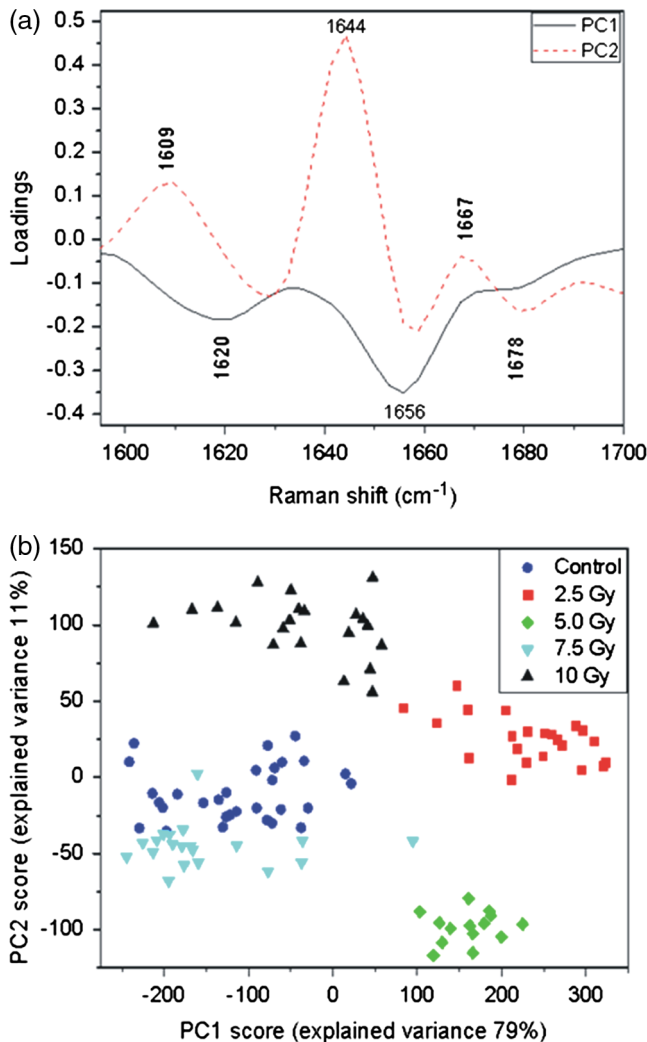 (a)
0.5
0.4
0.3
0.2
0.1
0.0
-0.1
-0.2
-0.3
-0.4
Loadings
1609
1620
1644
1656
1667
1678
PC1
PC2
1600 1620 1640 1660 1680 1700
Raman shift (cm⁻¹)
(b)
150
100
50
0
-50
-100
PC2 score (explained variance 11%)
Control
2.5 Gy
5.0 Gy
7.5 Gy
10 Gy
-200 -100 0 100 200 300
PC1 score (explained variance 79%)